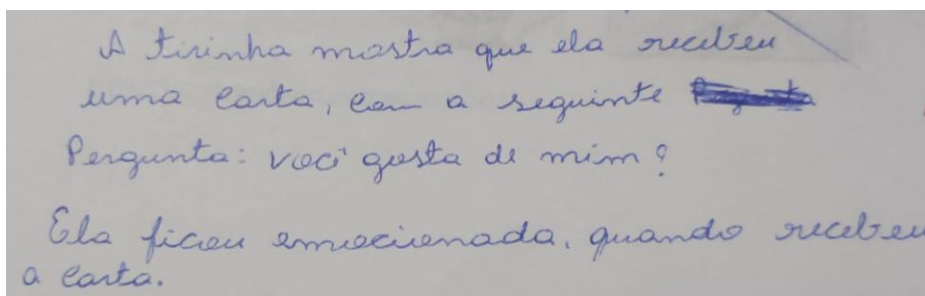 A tirinha mostra que ela recebeu
uma carta, com a seguinte
Pergunta: você gosta de mim?
Ela ficou emocionada, quando recebeu
a carta.